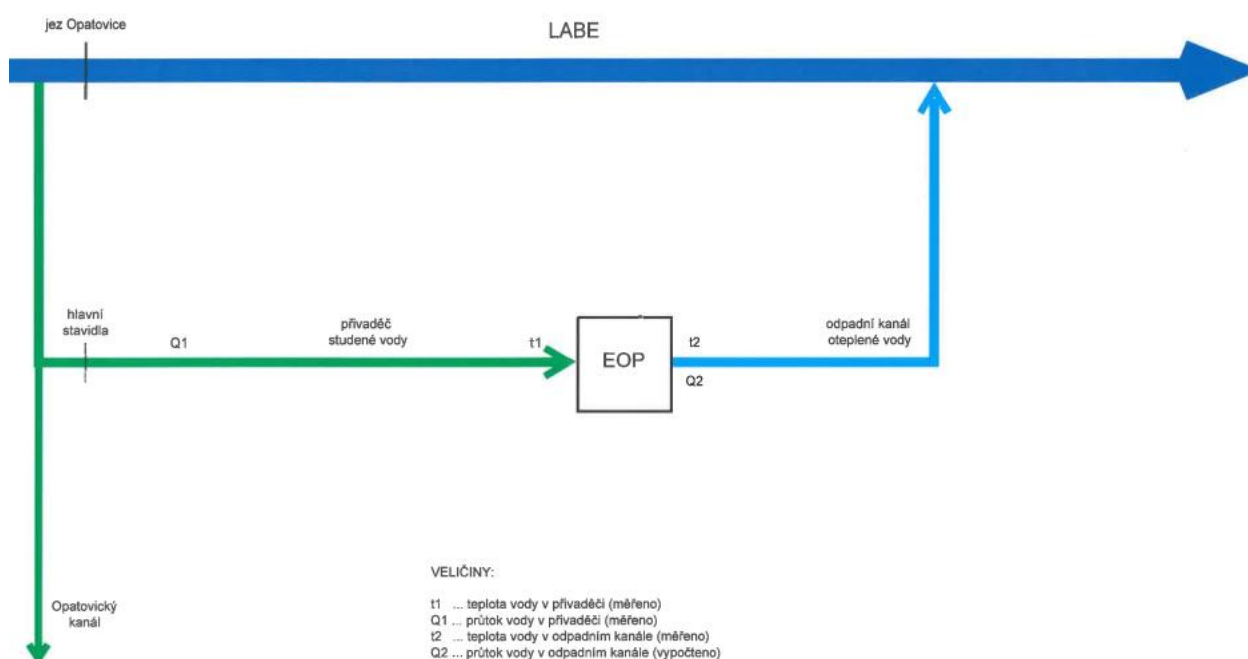 jez Opatovice
LABE
hlavní
stavidla
Q1
přivaděč
studené vody
t1
EOP
t2
Q2
odpadní kanál
oteplené vody
Opatovický
kanál
VELIČINY:
t1 ... teplota vody v přivaděči (měřeno)
Q1 ... průtok vody v přivaděči (měřeno)
t2 ... teplota vody v odpadním kanále (měřeno)
Q2 ... průtok vody v odpadním kanále (vypočteno)